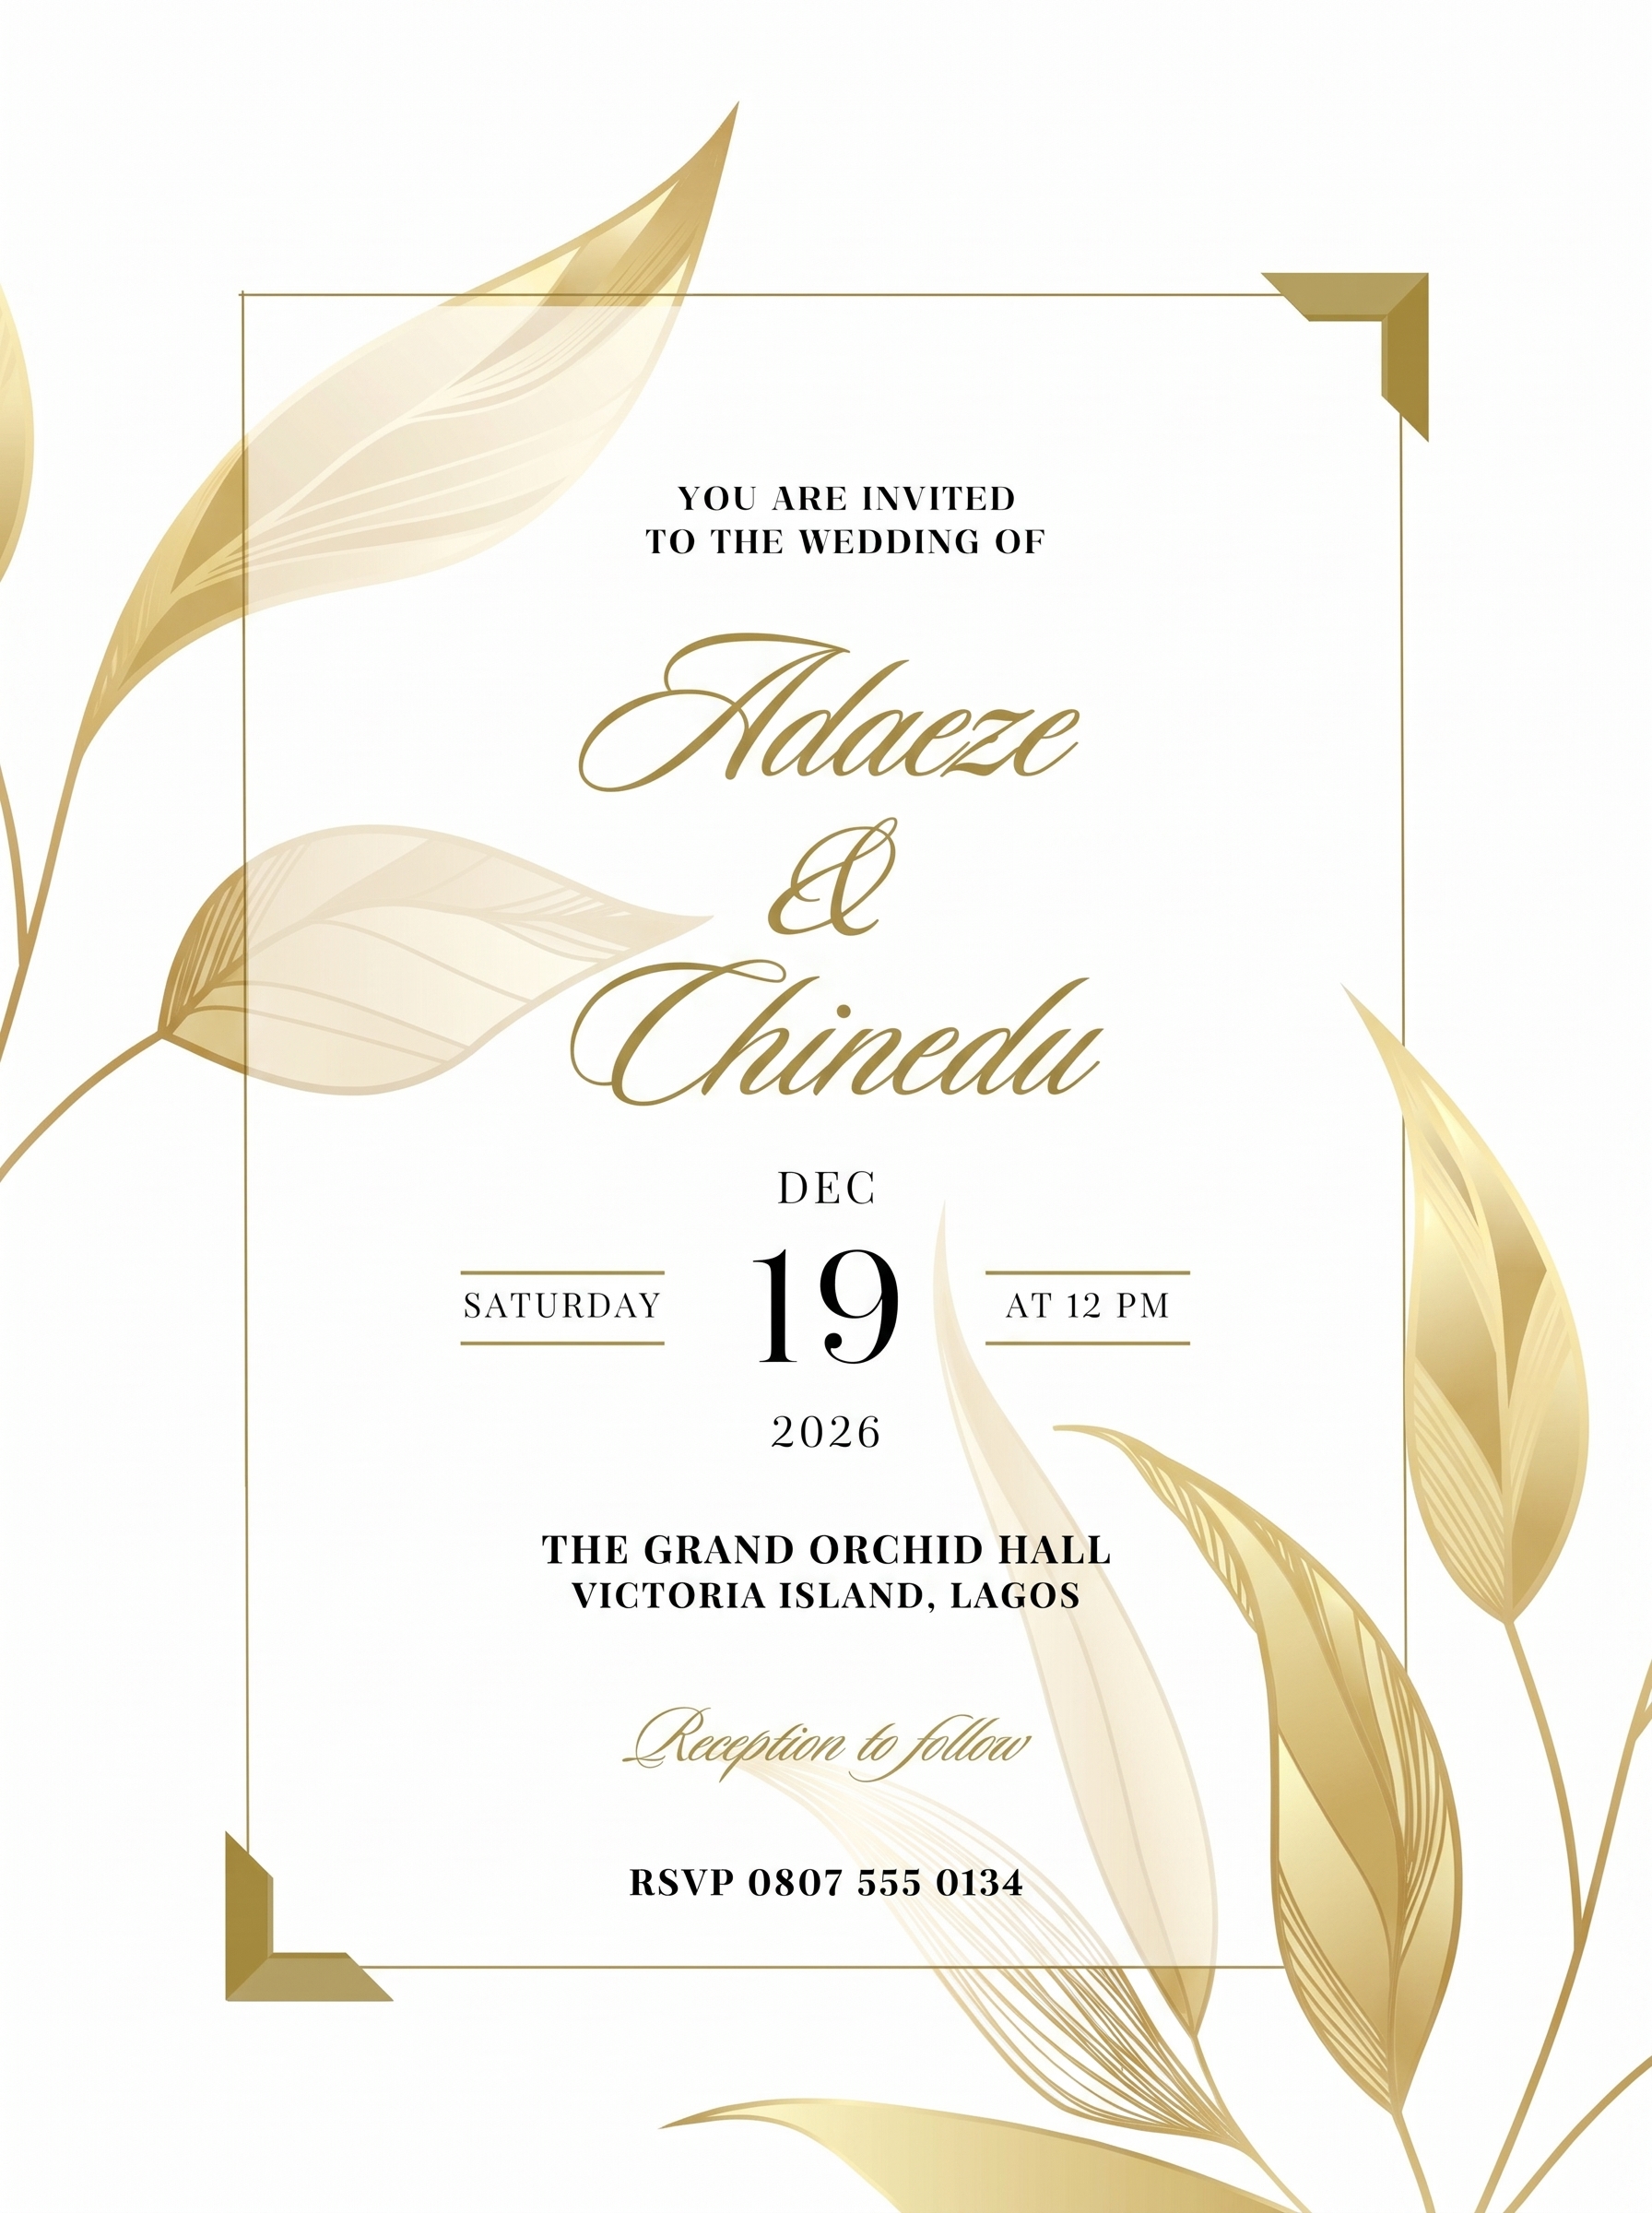 YOU ARE INVITED
TO THE WEDDING OF
Adaeze
&
Chinedu
DEC
SATURDAY 19 AT 12 PM
2026
THE GRAND ORCHID HALL
VICTORIA ISLAND, LAGOS
Reception to follow
RSVP 0807 555 0134